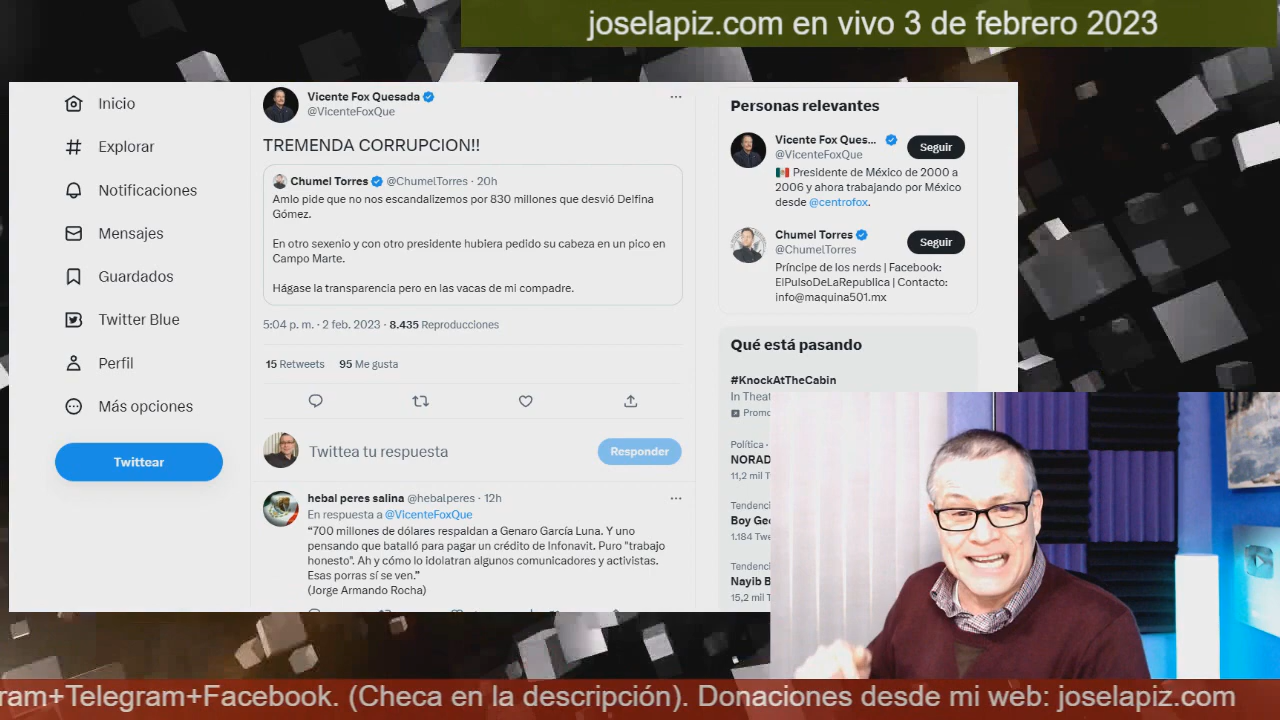 joselapiz.com en vivo 3 de febrero 2023
Inicio
Explorar
Notificaciones
Mensajes
Guardados
Twitter Blue
Perfil
Más opciones
Twittear
Vicente Fox Quesada
@VicenteFoxQue
TREMENDA CORRUPCION!!
Chumel Torres @ChumelTorres · 20h
Amlo pide que no nos escandalizemos por 830 millones que desvió Delfina
Gómez.
En otro sexenio y con otro presidente hubiera pedido su cabeza en un pico en
Campo Marte.
Hágase la transparencia pero en las vacas de mi compadre.
5:04 p. m. · 2 feb. 2023 · 8.435 Reproducciones
15 Retweets 95 Me gusta
Twittea tu respuesta
Responder
hebal peres salina @hebalperes · 12h
En respuesta a @VicenteFoxQue
“700 millones de dólares respaldan a Genaro García Luna. Y uno
pensando que batalló para pagar un crédito de Infonavit. Puro "trabajo
honesto". Ah y cómo lo idolatran algunos comunicadores y activistas.
Esas porras sí se ven.”
(Jorge Armando Rocha)
Personas relevantes
Vicente Fox Ques...
@VicenteFoxQue
Seguir
Presidente de México de 2000 a
2006 y ahora trabajando por México
desde @centrofox.
Chumel Torres
@ChumelTorres
Seguir
Príncipe de los nerds | Facebook:
ElPulsoDeLaRepublica | Contacto:
info@maquina501.mx
Qué está pasando
#KnockAtTheCabin
In Theat
Promo
Política ·
NORAD
11,2 mil T
Tendenci
Boy Geo
1.184 Twe
Tendenci
Nayib B
15,2 mil T
ram+Telegram+Facebook. (Checa en la descripción). Donaciones desde mi web: joselapiz.com